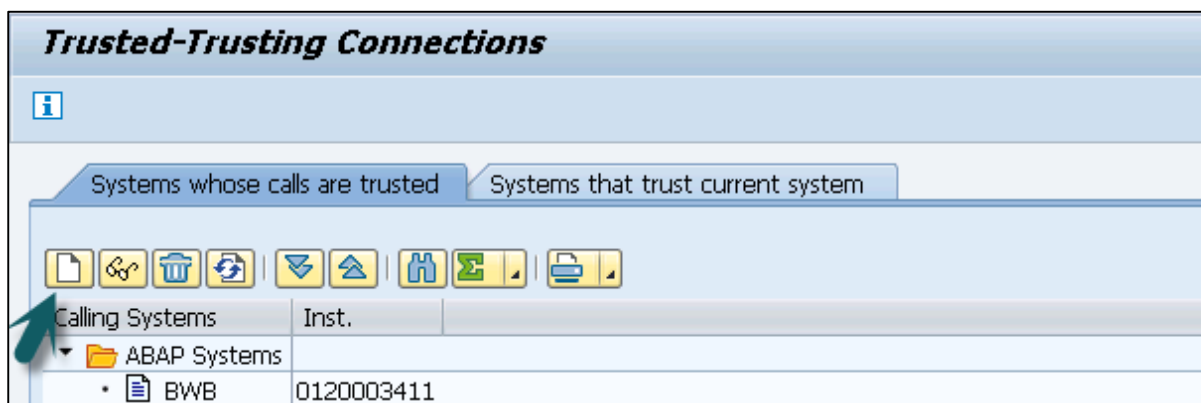 Trusted-Trusting Connections
Systems whose calls are trusted Systems that trust current system
Calling Systems Inst.
ABAP Systems
BWB 0120003411